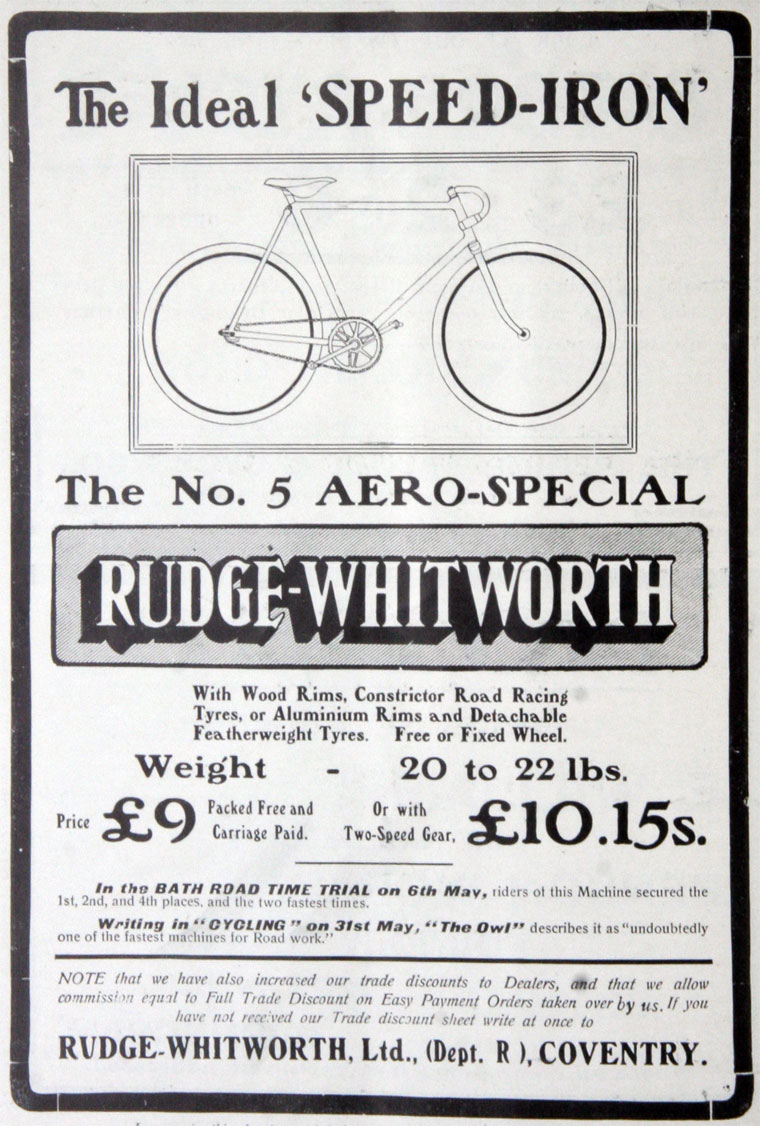 The Ideal 'SPEED-IRON'
The No. 5 AERO-SPECIAL
RUDGE-WHITWORTH
With Wood Rims, Constrictor Road Racing
Tyres, or Aluminium Rims and Detachable
Featherweight Tyres. Free or Fixed Wheel.
Weight - 20 to 22 lbs.
Price £9 Packed Free and Carriage Paid. Or with Two-Speed Gear, £10.15s.
In the BATH ROAD TIME TRIAL on 6th May, riders of this Machine secured the
1st, 2nd, and 4th places, and the two fastest times.
Writing in "CYCLING" on 31st May, "The Owl" describes it as "undoubtedly
one of the fastest machines for Road work."
NOTE that we have also increased our trade discounts to Dealers, and that we allow
commission equal to Full Trade Discount on Easy Payment Orders taken over by us. If you
have not received our Trade discount sheet write at once to
RUDGE-WHITWORTH, Ltd., (Dept. R ), COVENTRY.